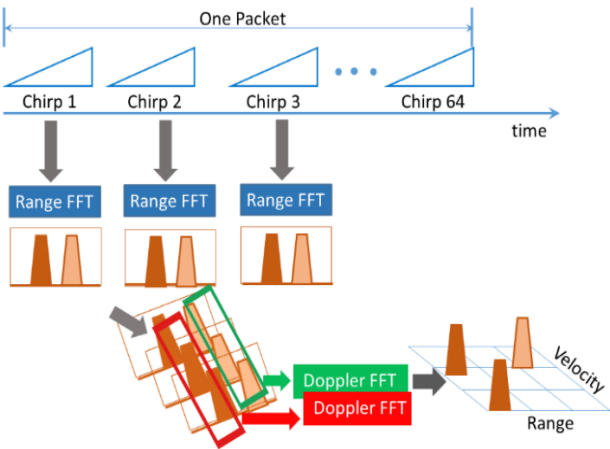 One Packet
Chirp 1
Chirp 2
Chirp 3
Chirp 64
time
Range FFT
Range FFT
Range FFT
Doppler FFT
Doppler FFT
Velocity
Range